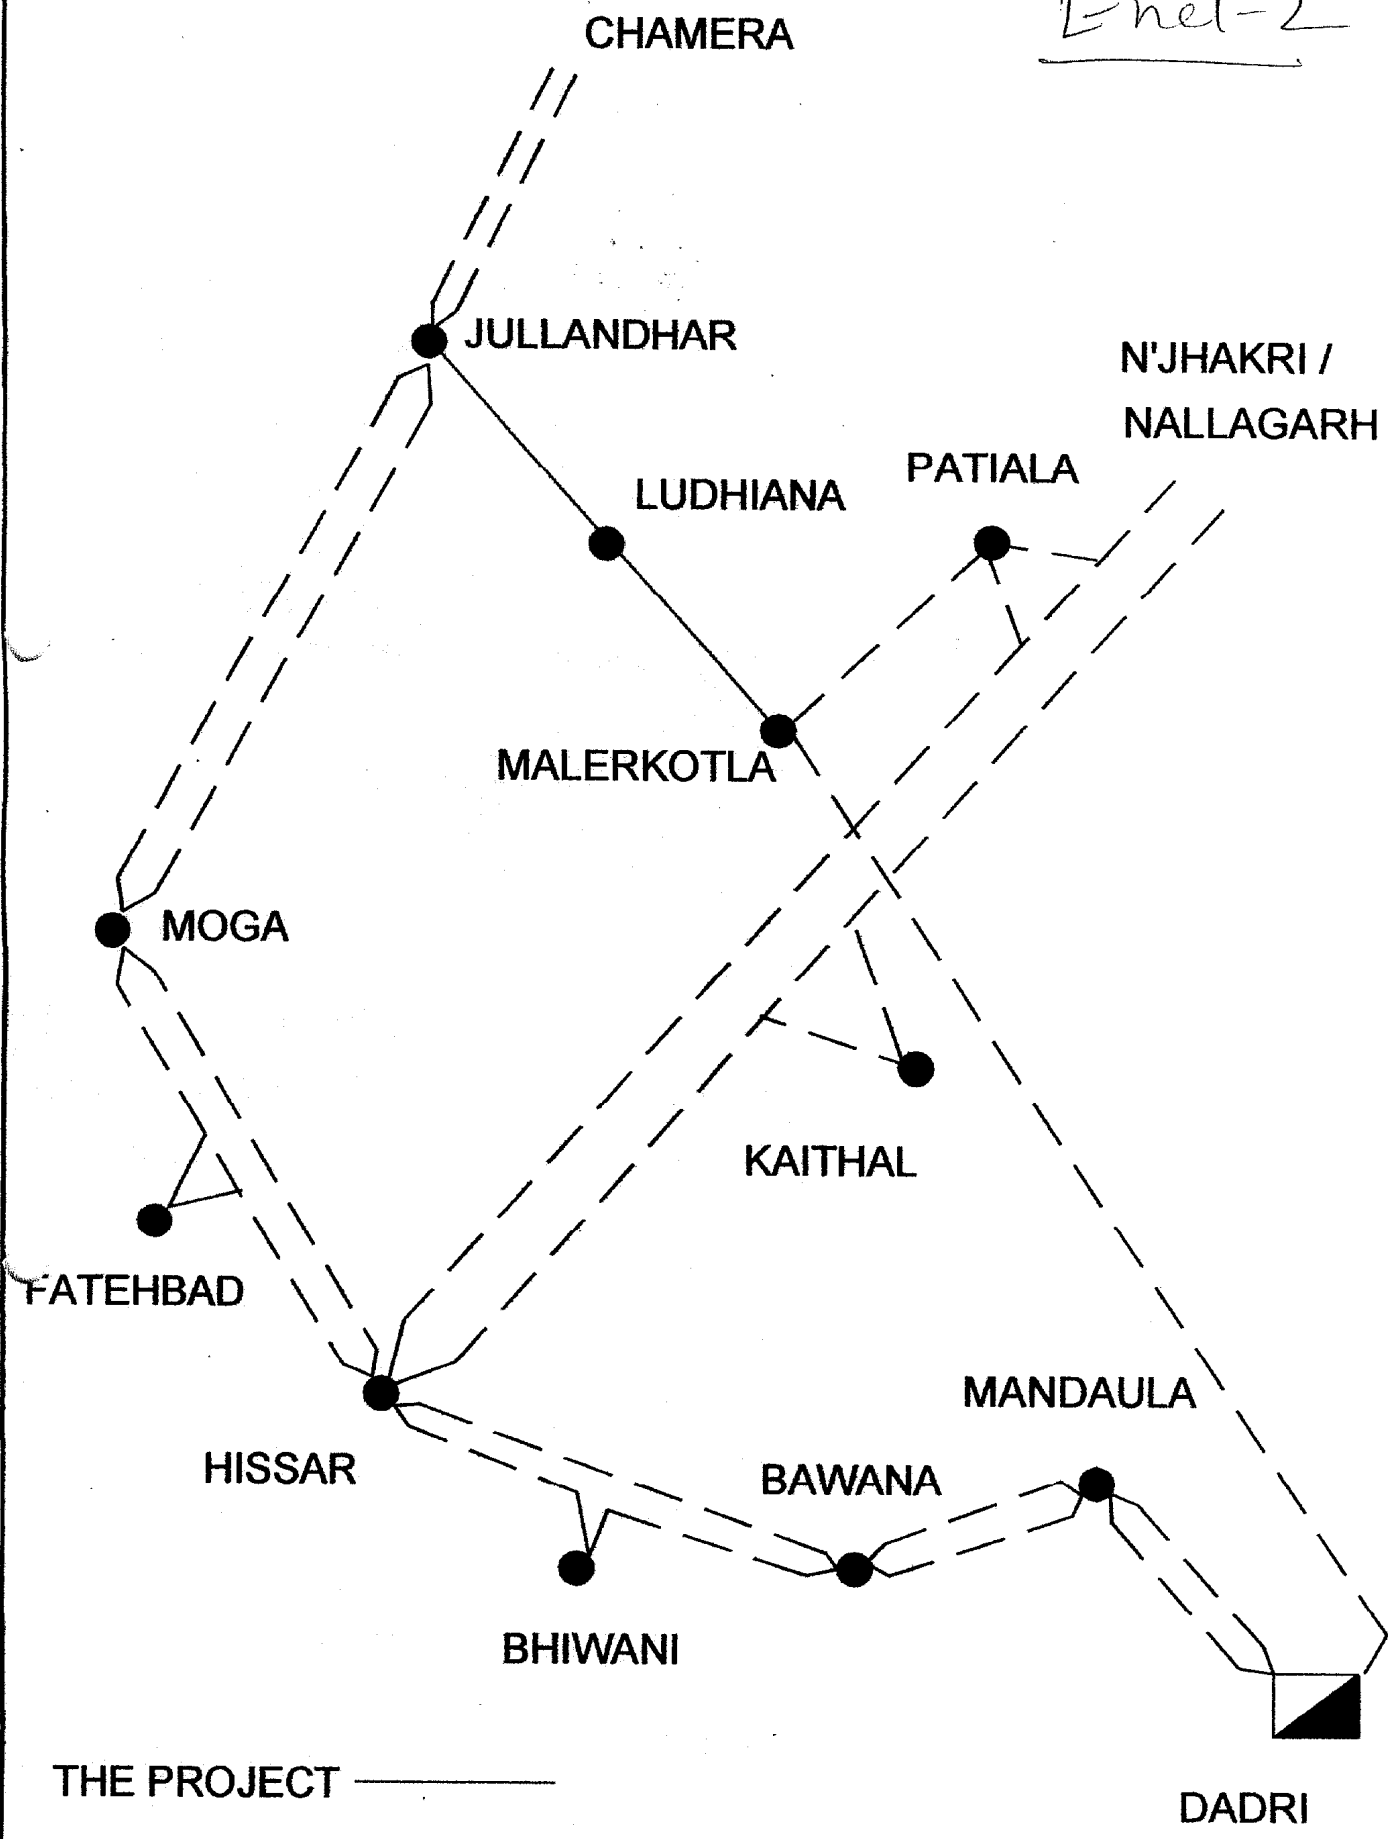 CHAMERA
JULLANDHAR
N'JHAKRI /
NALLAGARH
PATIALA
LUDHIANA
MALERKOTLA
MOGA
KAITHAL
FATEHBAD
MANDAULA
HISSAR
BAWANA
BHIWANI
THE PROJECT
DADRI